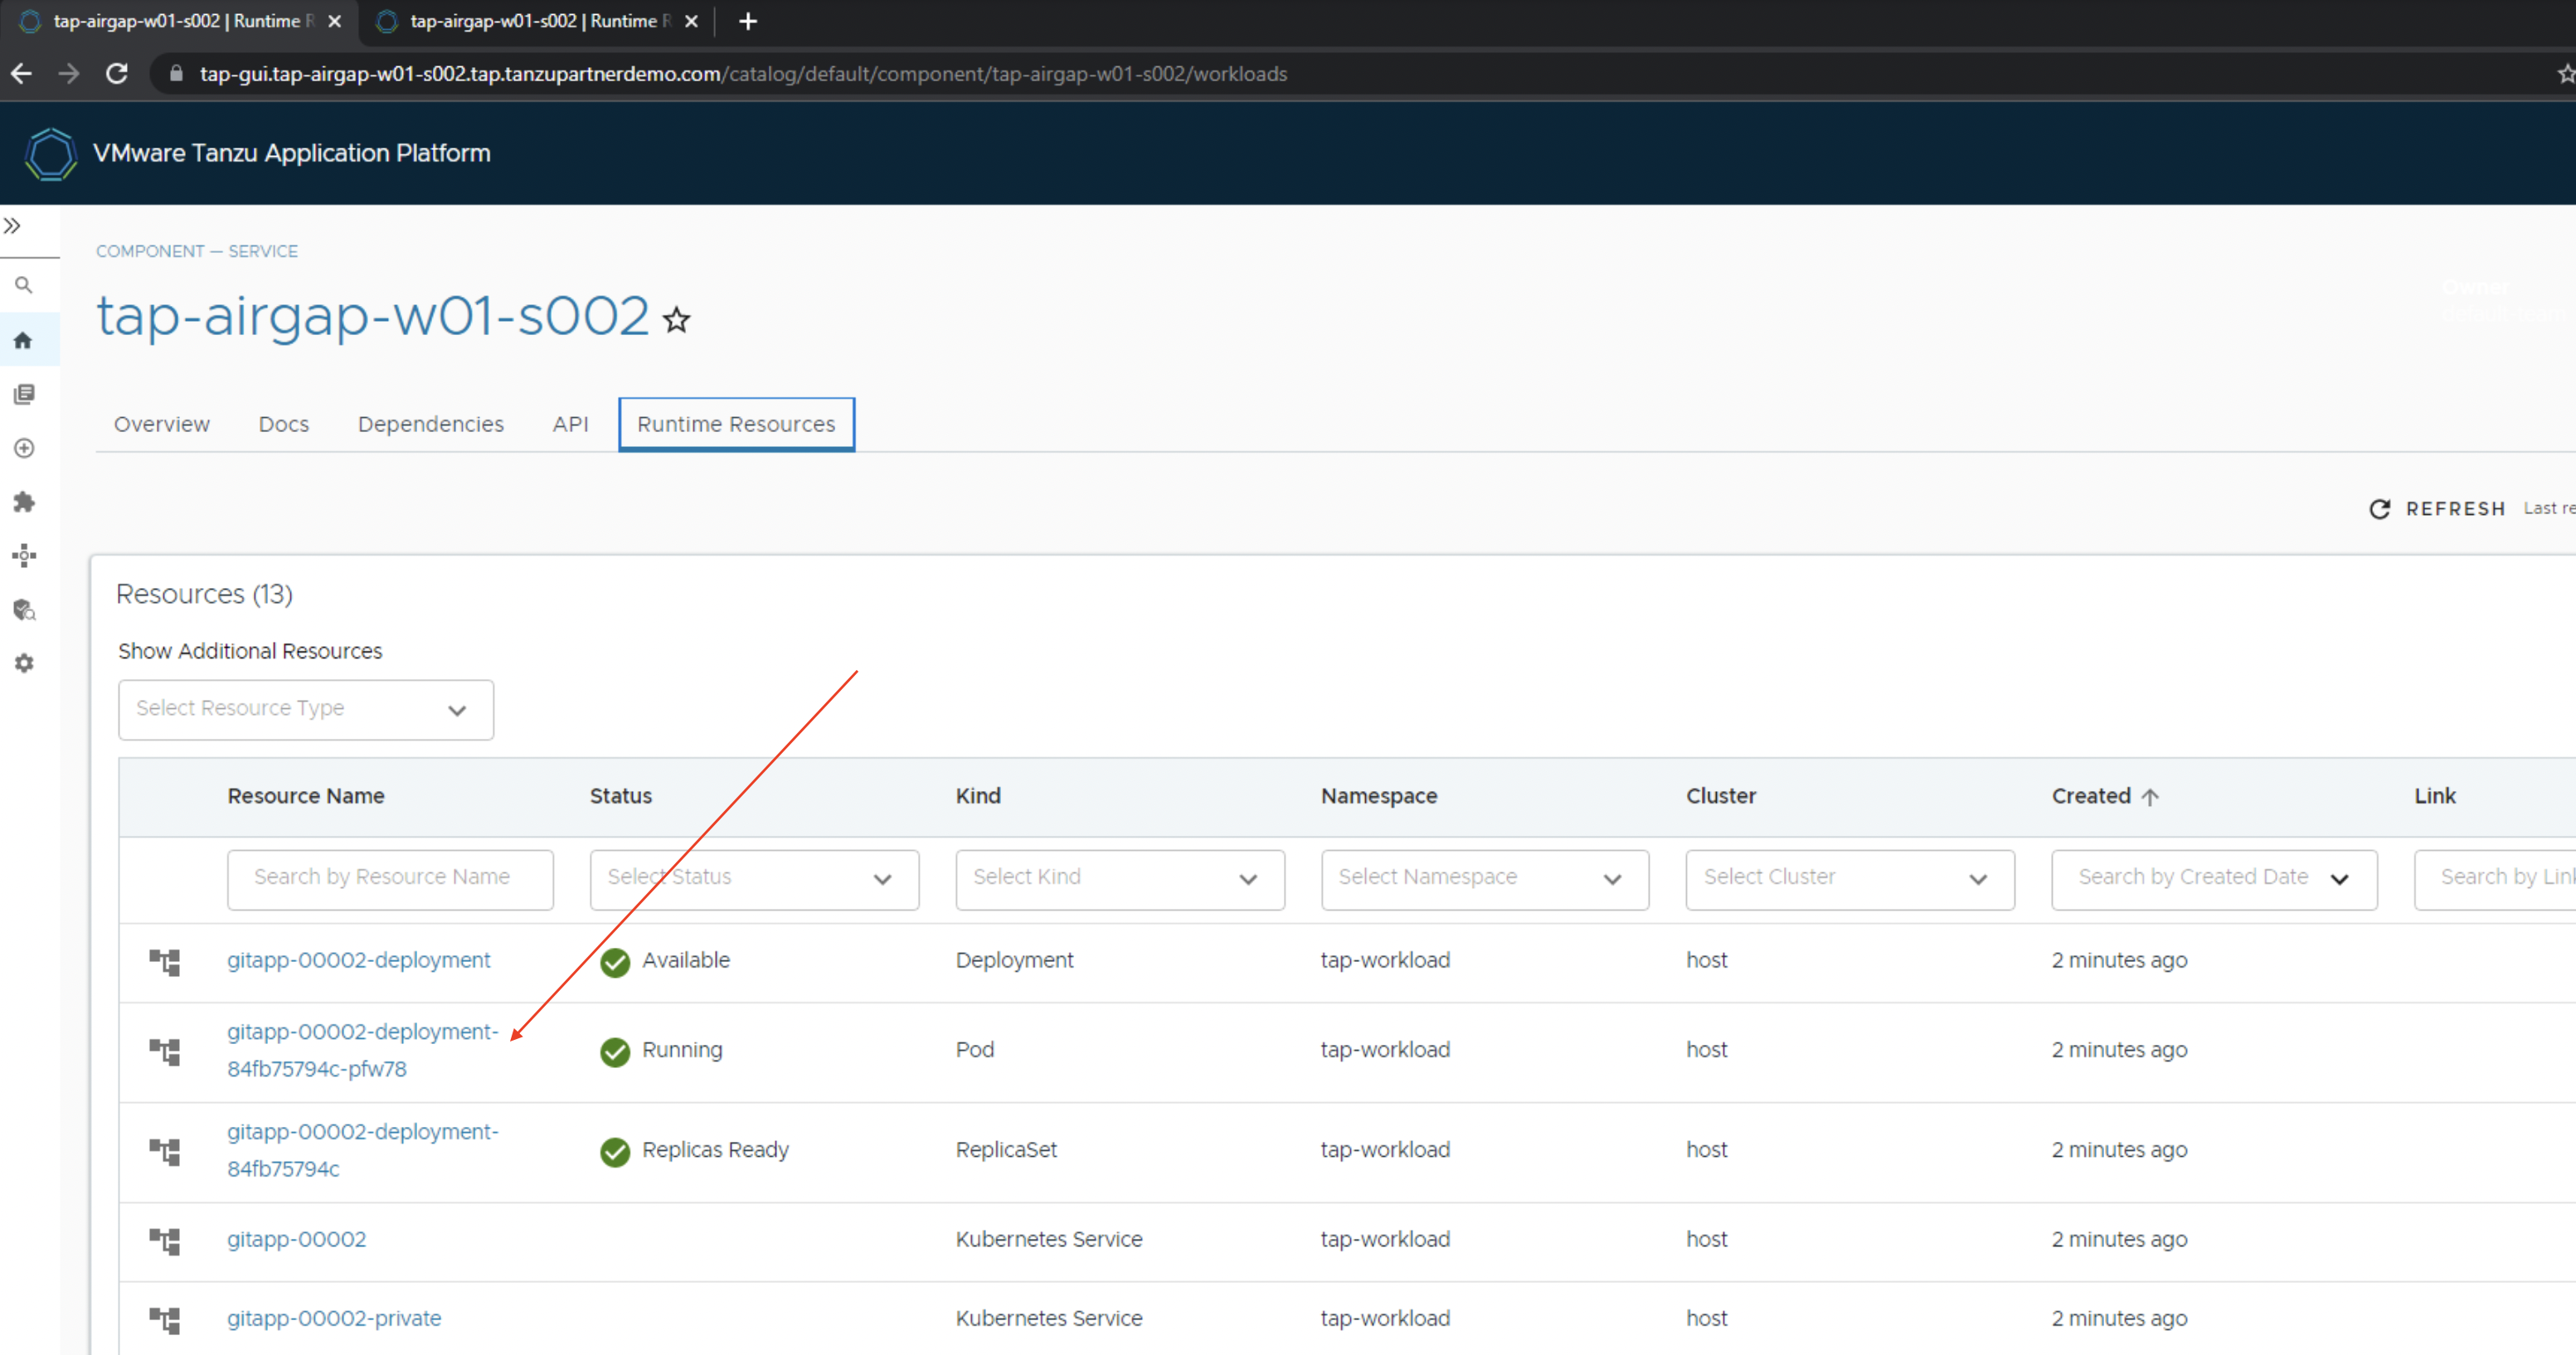 tap-airgap-w01-s002 | Runtime R
tap-airgap-w01-s002 | Runtime R
tap-gui.tap-airgap-w01-s002.tap.tanzupartnerdemo.com/catalog/default/component/tap-airgap-w01-s002/workloads
VMware Tanzu Application Platform
COMPONENT — SERVICE
tap-airgap-w01-s002
Owner
Overview Docs Dependencies API Runtime Resources
REFRESH Last re
Resources (13)
Show Additional Resources
Select Resource Type
Resource Name Status Kind Namespace Cluster Created Link
Search by Resource Name Select Status Select Kind Select Namespace Select Cluster Search by Created Date Search by Link
gitapp-00002-deployment Available Deployment tap-workload host 2 minutes ago
gitapp-00002-deployment-
84fb75794c-pfw78 Running Pod tap-workload host 2 minutes ago
gitapp-00002-deployment-
84fb75794c Replicas Ready ReplicaSet tap-workload host 2 minutes ago
gitapp-00002 Kubernetes Service tap-workload host 2 minutes ago
gitapp-00002-private Kubernetes Service tap-workload host 2 minutes ago